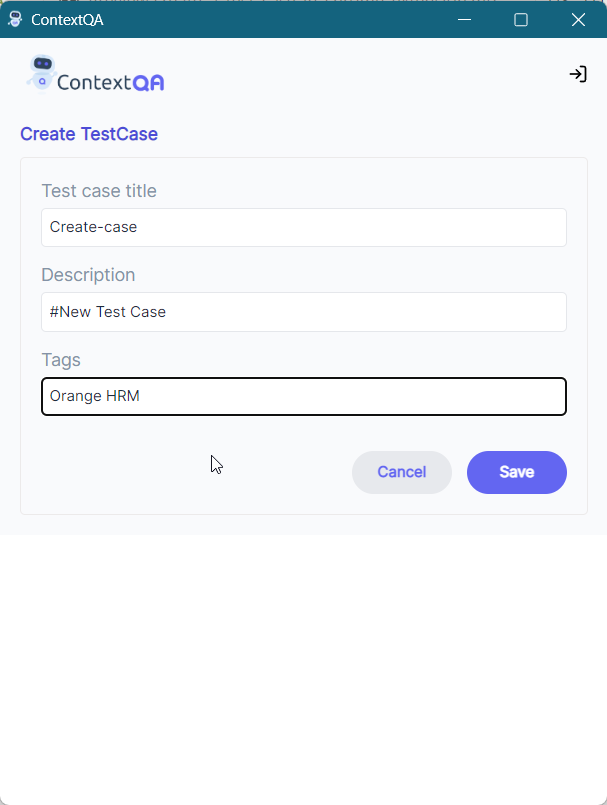 ContextQA
ContextQA
Create TestCase
Test case title
Create-case
Description
#New Test Case
Tags
Orange HRM
Cancel
Save